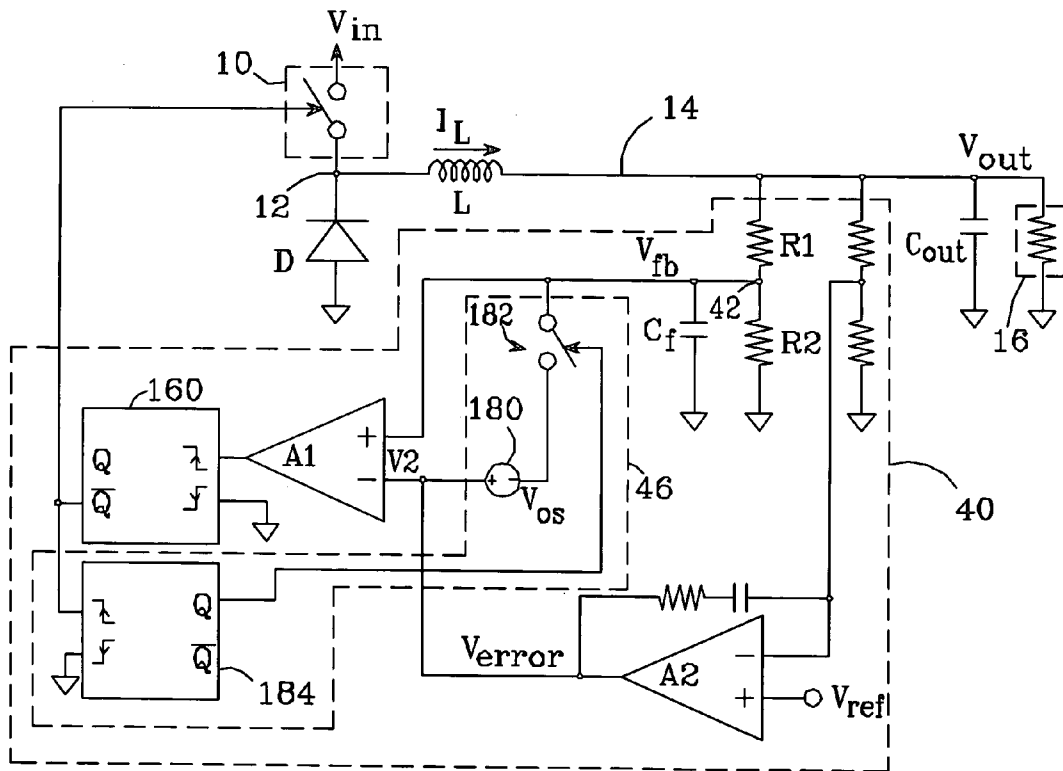 Vin
10
IL
14
Vout
12
L
D
Vfb
R1
Cout
42
182
Cf
R2
16
160
180
Q
A1
+
V2
+ -
Vos
46
Q̅
-
40
Q
Q̅
Verror
A2
-
184
+
Vref